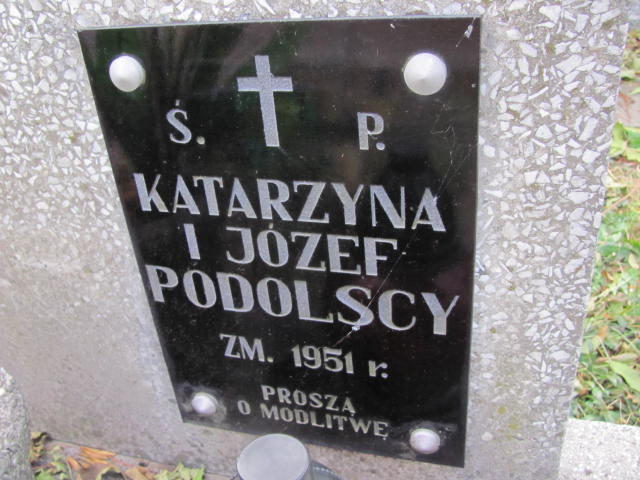 Ś. P.
KATARZYNA
I JÓZEF
PODOLSCY
ZM. 1951 r.
PROSZĄ
O MODLITWĘ